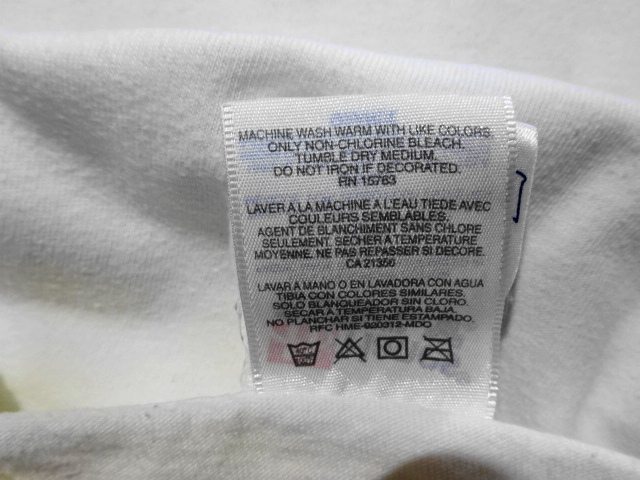 MACHINE WASH WARM WITH LIKE COLORS.
ONLY NON-CHLORINE BLEACH.
TUMBLE DRY MEDIUM.
DO NOT IRON IF DECORATED.
RN 15763
LAVER A LA MACHINE A L'EAU TIEDE AVEC
COULEURS SEMBLABLES.
AGENT DE BLANCHIMENT SANS CHLORE
SEULEMENT. SECHER A TEMPERATURE
MOYENNE. NE PAS REPASSER SI DECORE.
CA 21356
LAVAR A MANO O EN LAVADORA CON AGUA
TIBIA CON COLORES SIMILARES.
SOLO BLANQUEADOR SIN CLORO.
SECAR A TEMPERATURA BAJA.
NO PLANCHAR SI TIENE ESTAMPADO.
RFC HME-920312-MDO